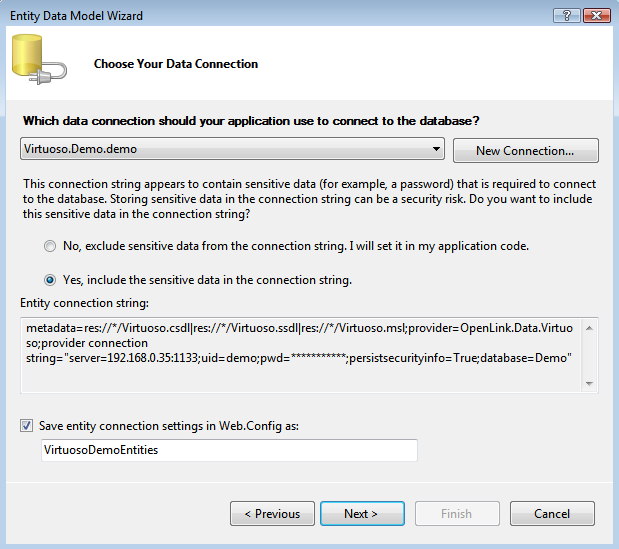 Entity Data Model Wizard
Choose Your Data Connection
Which data connection should your application use to connect to the database?
Virtuoso.Demo.demo
New Connection...
This connection string appears to contain sensitive data (for example, a password) that is required to connect
to the database. Storing sensitive data in the connection string can be a security risk. Do you want to include
this sensitive data in the connection string?
No, exclude sensitive data from the connection string. I will set it in my application code.
Yes, include the sensitive data in the connection string.
Entity connection string:
metadata=res://*/Virtuoso.csdl|res://*/Virtuoso.ssdl|res://*/Virtuoso.msl;provider=OpenLink.Data.Virtuo
so;provider connection
string="server=192.168.0.35:1133;uid=demo;pwd=***********;persistsecurityinfo=True;database=Demo"
Save entity connection settings in Web.Config as:
VirtuosoDemoEntities
< Previous
Next >
Finish
Cancel